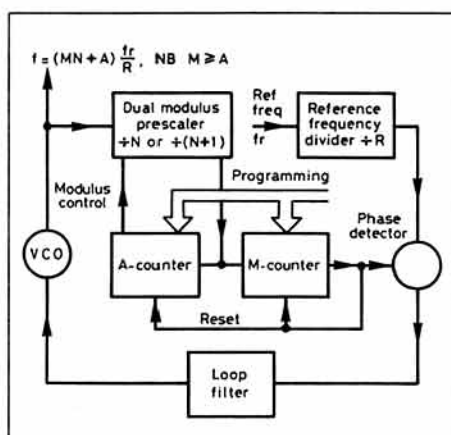 f = (MN + A) fr/R, NB M ≥ A
Dual modulus
prescaler
÷N or ÷(N+1)
Ref
freq
fr
Reference
frequency
divider ÷R
Modulus
control
Programming
Phase
detector
VCO
A-counter
M-counter
Reset
Loop
filter